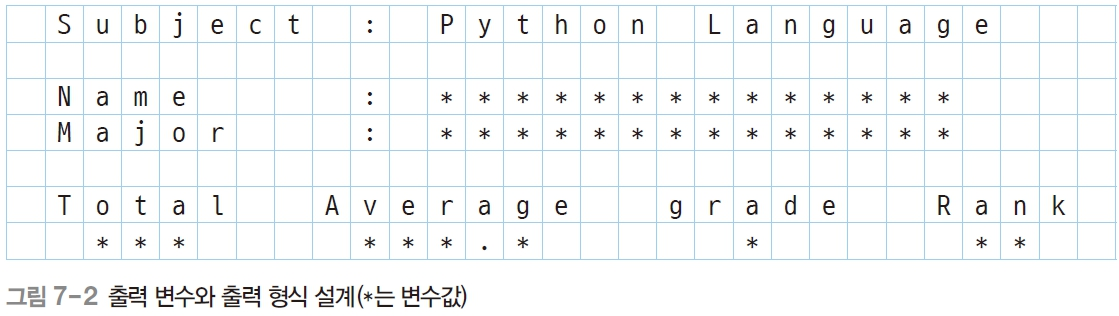 Subject : Python Language
Name : **************
Major : **************
Total Average grade Rank
*** ***.* * **
그림 7-2 출력 변수와 출력 형식 설계(*는 변수값)